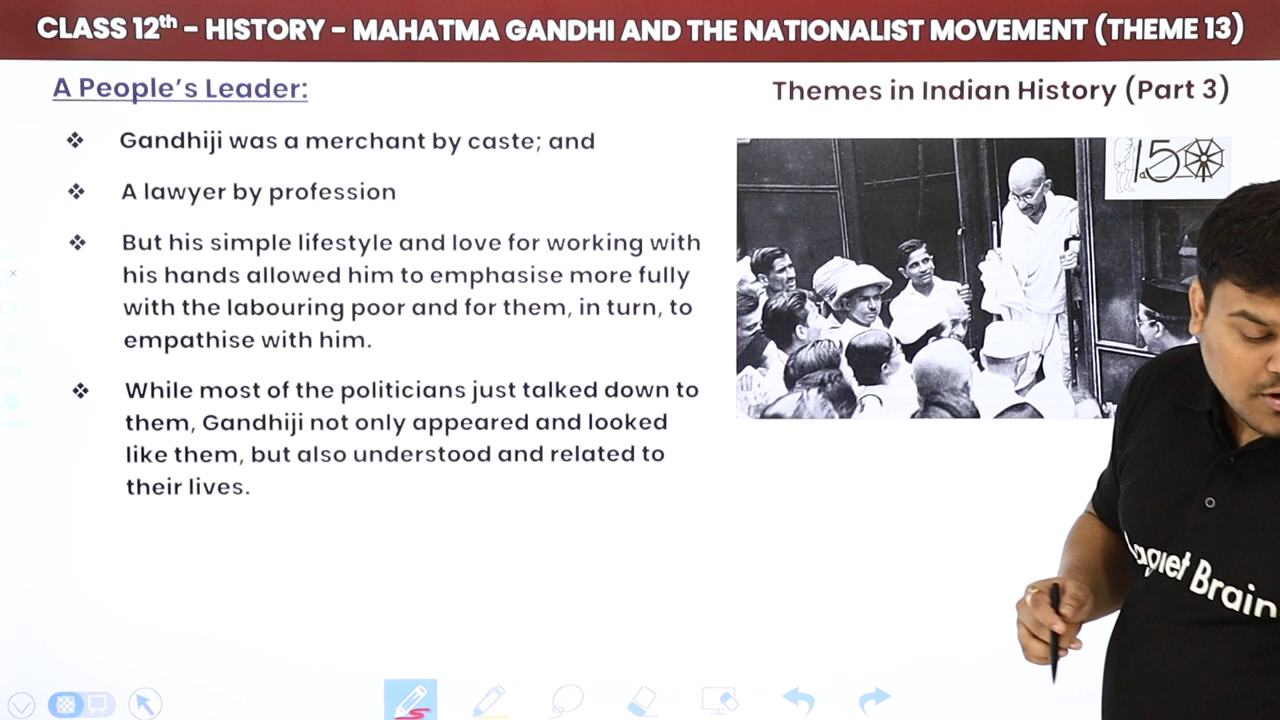 CLASS 12th – HISTORY – MAHATMA GANDHI AND THE NATIONALIST MOVEMENT (THEME 13)
A People's Leader:
Themes in Indian History (Part 3)
❖ Gandhiji was a merchant by caste; and
❖ A lawyer by profession
❖ But his simple lifestyle and love for working with
his hands allowed him to emphasise more fully
with the labouring poor and for them, in turn, to
empathise with him.
❖ While most of the politicians just talked down to
them, Gandhiji not only appeared and looked
like them, but also understood and related to
their lives.
150
Brain